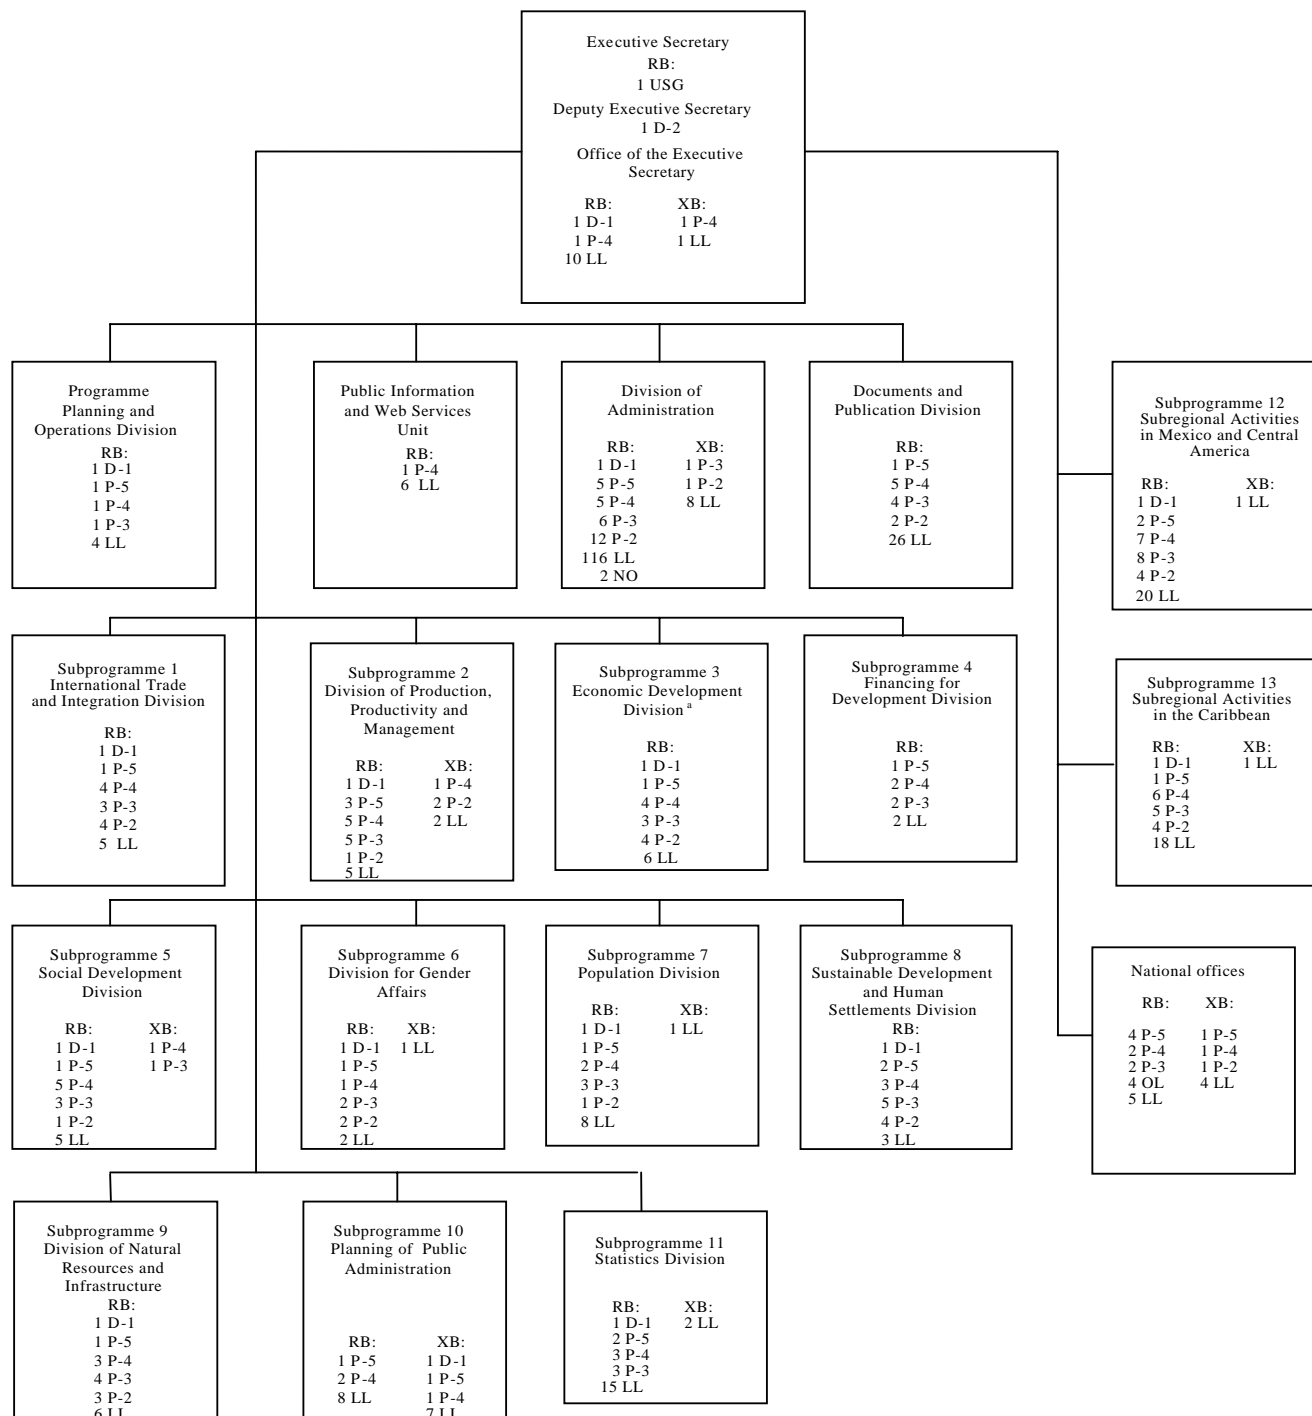 Executive Secretary
RB:
1 USG
Deputy Executive Secretary
1 D-2
Office of the Executive
Secretary
RB: XB:
1 D-1 1 P-4
1 P-4 1 LL
10 LL
Programme
Planning and
Operations Division
RB:
1 D-1
1 P-5
1 P-4
1 P-3
4 LL
Public Information
and Web Services
Unit
RB:
1 P-4
6 LL
Division of
Administration
RB: XB:
1 D-1 1 P-3
5 P-5 1 P-2
5 P-4 8 LL
6 P-3
12 P-2
116 LL
2 NO
Documents and
Publication Division
RB:
1 P-5
5 P-4
4 P-3
2 P-2
26 LL
Subprogramme 12
Subregional Activities
in Mexico and Central
America
RB: XB:
1 D-1 1 LL
2 P-5
7 P-4
8 P-3
4 P-2
20 LL
Subprogramme 1
International Trade
and Integration Division
RB:
1 D-1
1 P-5
4 P-4
3 P-3
4 P-2
5 LL
Subprogramme 2
Division of Production,
Productivity and
Management
RB: XB:
1 D-1 1 P-4
3 P-5 2 P-2
5 P-4 2 LL
5 P-3
1 P-2
5 LL
Subprogramme 3
Economic Development
Division a
RB:
1 D-1
1 P-5
4 P-4
3 P-3
4 P-2
6 LL
Subprogramme 4
Financing for
Development Division
RB:
1 P-5
2 P-4
2 P-3
2 LL
Subprogramme 13
Subregional Activities
in the Caribbean
RB: XB:
1 D-1 1 LL
1 P-5
6 P-4
5 P-3
4 P-2
18 LL
Subprogramme 5
Social Development
Division
RB: XB:
1 D-1 1 P-4
1 P-5 1 P-3
5 P-4
3 P-3
1 P-2
5 LL
Subprogramme 6
Division for Gender
Affairs
RB: XB:
1 D-1 1 LL
1 P-5
1 P-4
2 P-3
2 P-2
2 LL
Subprogramme 7
Population Division
RB: XB:
1 D-1 1 LL
1 P-5
2 P-4
3 P-3
1 P-2
8 LL
Subprogramme 8
Sustainable Development
and Human
Settlements Division
RB:
1 D-1
2 P-5
3 P-4
5 P-3
4 P-2
3 LL
National offices
RB: XB:
4 P-5 1 P-5
2 P-4 1 P-4
2 P-3 1 P-2
4 OL 4 LL
5 LL
Subprogramme 9
Division of Natural
Resources and
Infrastructure
RB:
1 D-1
1 P-5
3 P-4
4 P-3
3 P-2
6 LL
Subprogramme 10
Planning of Public
Administration
RB: XB:
1 P-5 1 D-1
2 P-4 1 P-5
8 LL 1 P-4
7 LL
Subprogramme 11
Statistics Division
RB: XB:
1 D-1 2 LL
2 P-5
3 P-4
3 P-3
15 LL